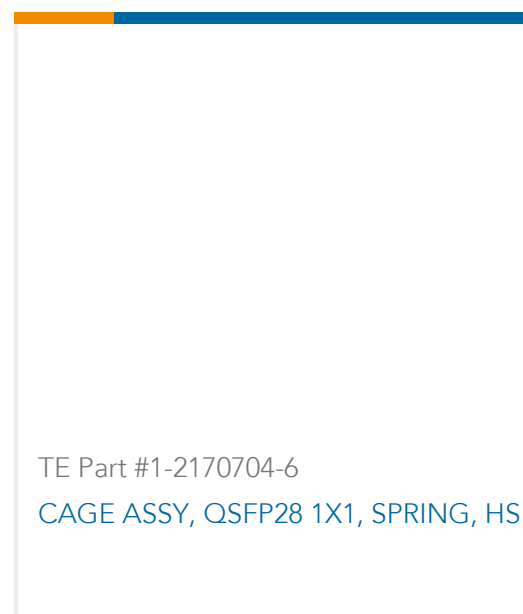 TE Part #1-2170704-6
CAGE ASSY, QSFP28 1X1, SPRING, HS